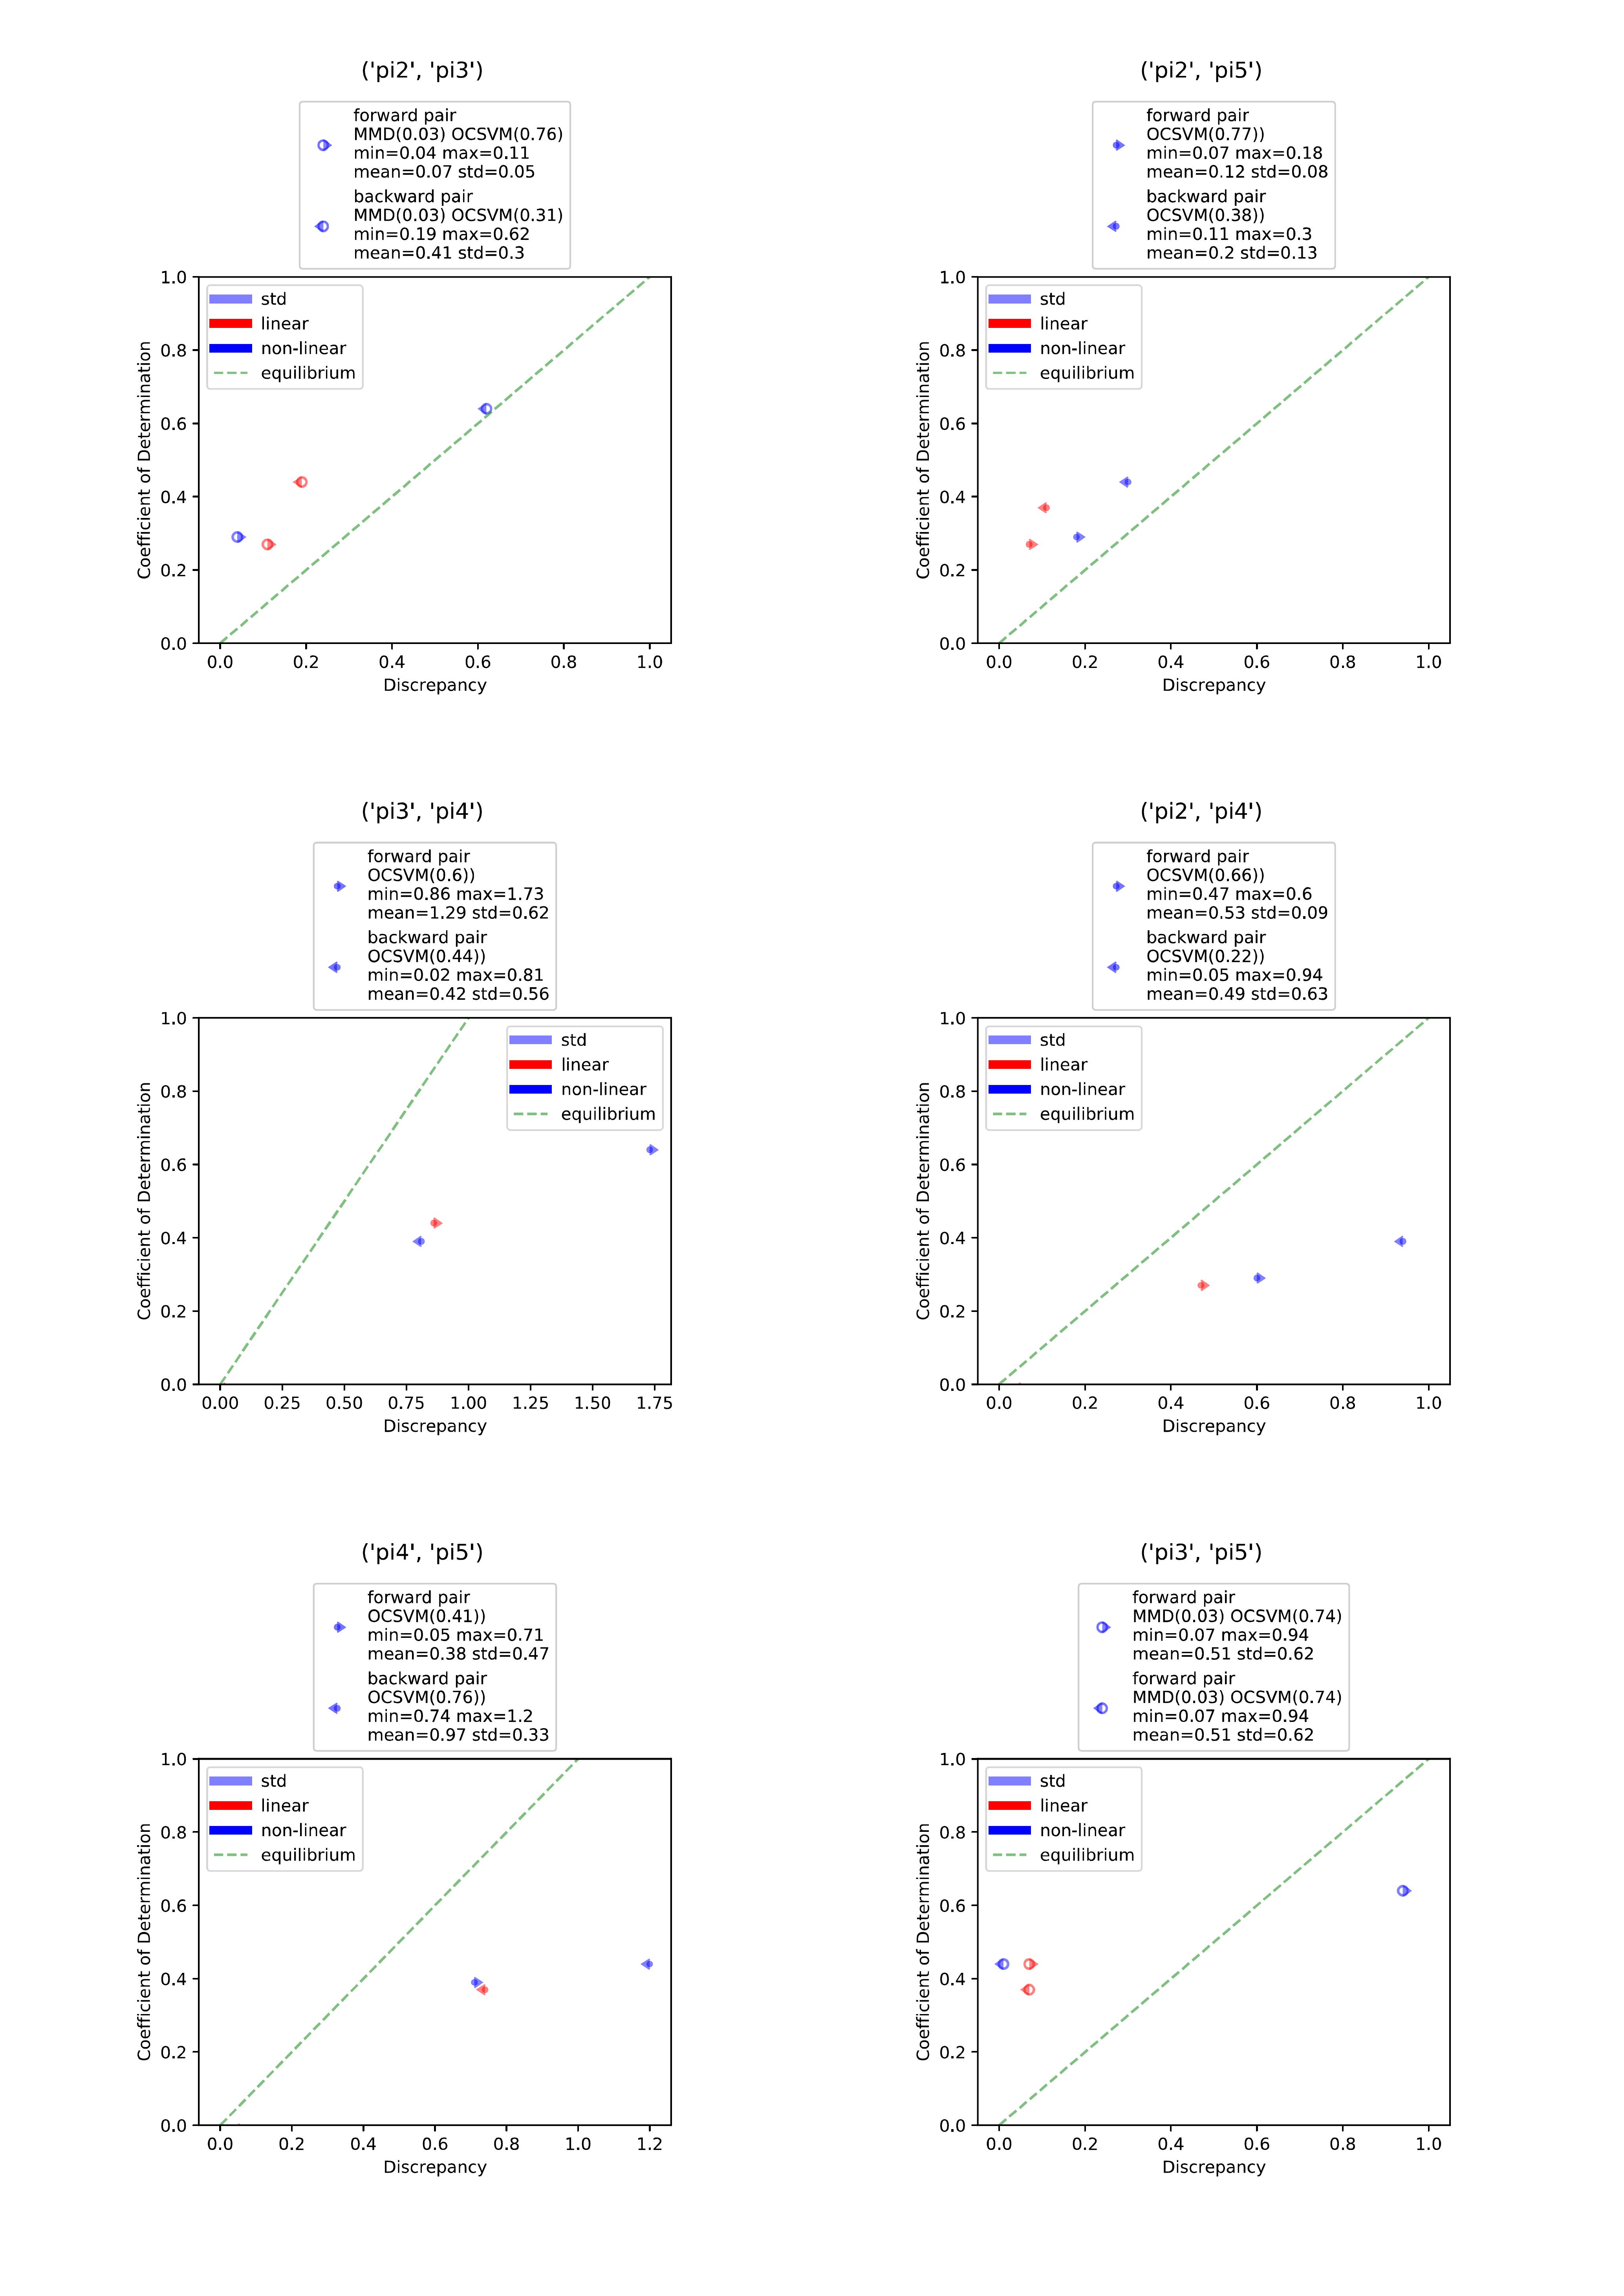 ('pi2', 'pi3')
forward pair
MMD(0.03) OCSVM(0.76)
min=0.04 max=0.11
mean=0.07 std=0.05
backward pair
MMD(0.03) OCSVM(0.31)
min=0.19 max=0.62
mean=0.41 std=0.3
std
linear
non-linear
equilibrium
Coefficient of Determination
1.0
0.8
0.6
0.4
0.2
0.0
0.0 0.2 0.4 0.6 0.8 1.0
Discrepancy
('pi2', 'pi5')
forward pair
OCSVM(0.77))
min=0.07 max=0.18
mean=0.12 std=0.08
backward pair
OCSVM(0.38))
min=0.11 max=0.3
mean=0.2 std=0.13
std
linear
non-linear
equilibrium
Coefficient of Determination
1.0
0.8
0.6
0.4
0.2
0.0
0.0 0.2 0.4 0.6 0.8 1.0
Discrepancy
('pi3', 'pi4')
forward pair
OCSVM(0.6))
min=0.86 max=1.73
mean=1.29 std=0.62
backward pair
OCSVM(0.44))
min=0.02 max=0.81
mean=0.42 std=0.56
std
linear
non-linear
equilibrium
Coefficient of Determination
1.0
0.8
0.6
0.4
0.2
0.0
0.00 0.25 0.50 0.75 1.00 1.25 1.50 1.75
Discrepancy
('pi2', 'pi4')
forward pair
OCSVM(0.66))
min=0.47 max=0.6
mean=0.53 std=0.09
backward pair
OCSVM(0.22))
min=0.05 max=0.94
mean=0.49 std=0.63
std
linear
non-linear
equilibrium
Coefficient of Determination
1.0
0.8
0.6
0.4
0.2
0.0
0.0 0.2 0.4 0.6 0.8 1.0
Discrepancy
('pi4', 'pi5')
forward pair
OCSVM(0.41))
min=0.05 max=0.71
mean=0.38 std=0.47
backward pair
OCSVM(0.76))
min=0.74 max=1.2
mean=0.97 std=0.33
std
linear
non-linear
equilibrium
Coefficient of Determination
1.0
0.8
0.6
0.4
0.2
0.0
0.0 0.2 0.4 0.6 0.8 1.0 1.2
Discrepancy
('pi3', 'pi5')
forward pair
MMD(0.03) OCSVM(0.74)
min=0.07 max=0.94
mean=0.51 std=0.62
forward pair
MMD(0.03) OCSVM(0.74)
min=0.07 max=0.94
mean=0.51 std=0.62
std
linear
non-linear
equilibrium
Coefficient of Determination
1.0
0.8
0.6
0.4
0.2
0.0
0.0 0.2 0.4 0.6 0.8 1.0
Discrepancy